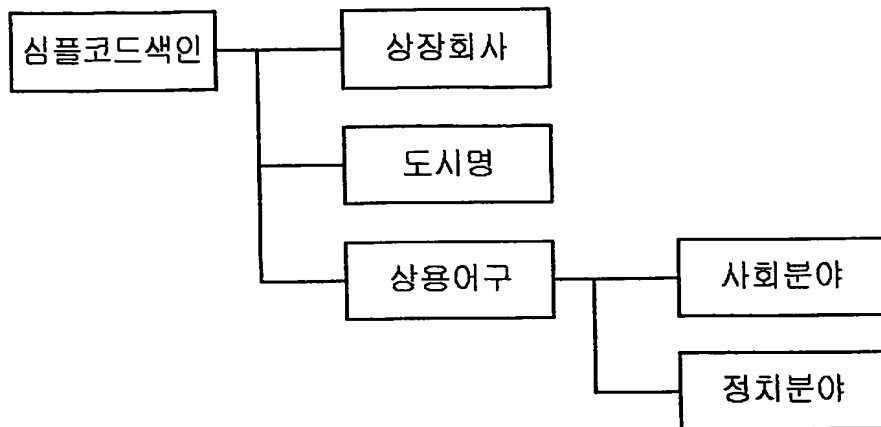 심플코드색인
상장회사
도시명
상용어구
사회분야
정치분야